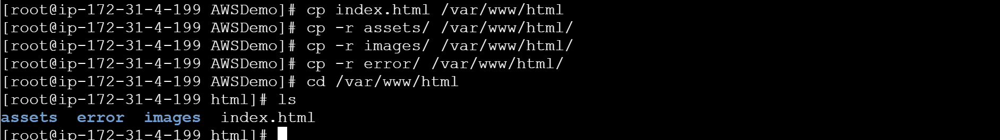 [root@ip-172-31-4-199 AWSDemo]# cp index.html /var/www/html
[root@ip-172-31-4-199 AWSDemo]# cp -r assets/ /var/www/html/
[root@ip-172-31-4-199 AWSDemo]# cp -r images/ /var/www/html/
[root@ip-172-31-4-199 AWSDemo]# cp -r error/ /var/www/html/
[root@ip-172-31-4-199 AWSDemo]# cd /var/www/html
[root@ip-172-31-4-199 html]# ls
assets  error  images  index.html
[root@ip-172-31-4-199 html]#